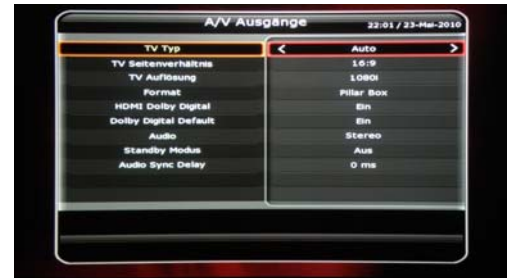 A/V Ausgänge 22:01 / 23-Mai-2010
TV Typ < Auto >
TV Seitenverhältnis 16:9
TV Auflösung 1080i
Format Pillar Box
HDMI Dolby Digital Ein
Dolby Digital Default Ein
Audio Stereo
Standby Modus Aus
Audio Sync Delay 0 ms